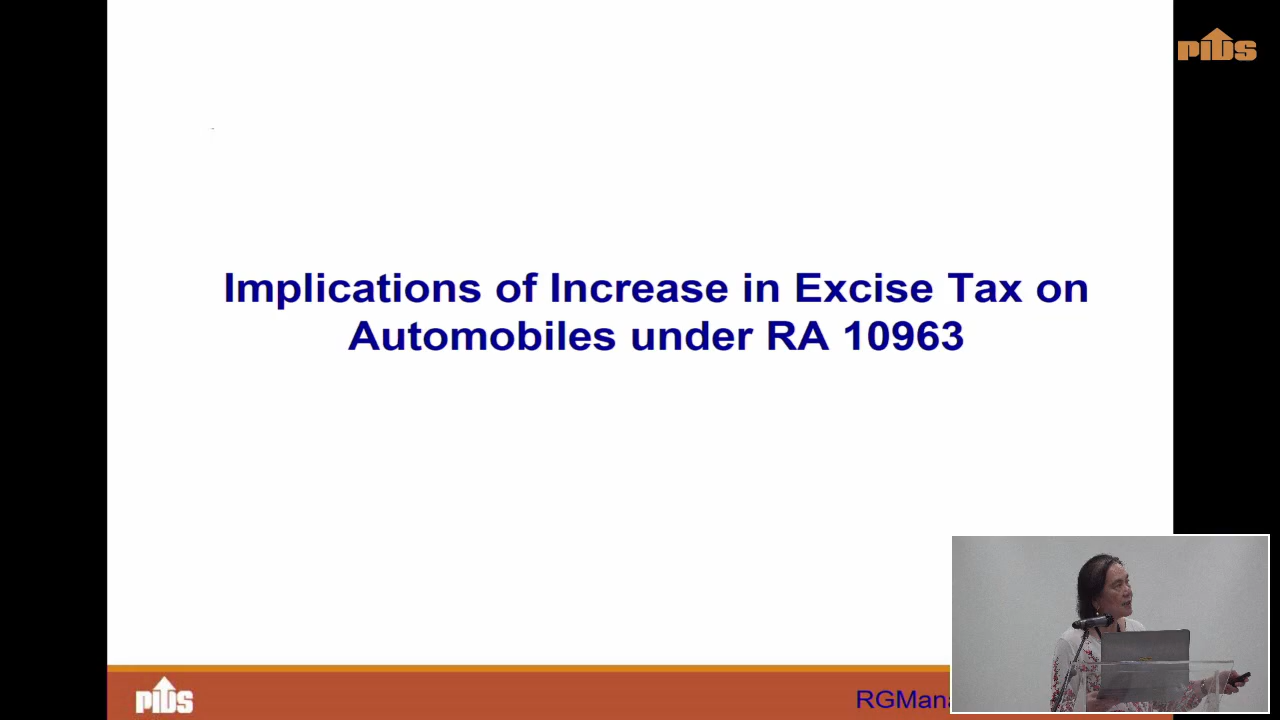 PIDS
Implications of Increase in Excise Tax on
Automobiles under RA 10963
PIDS